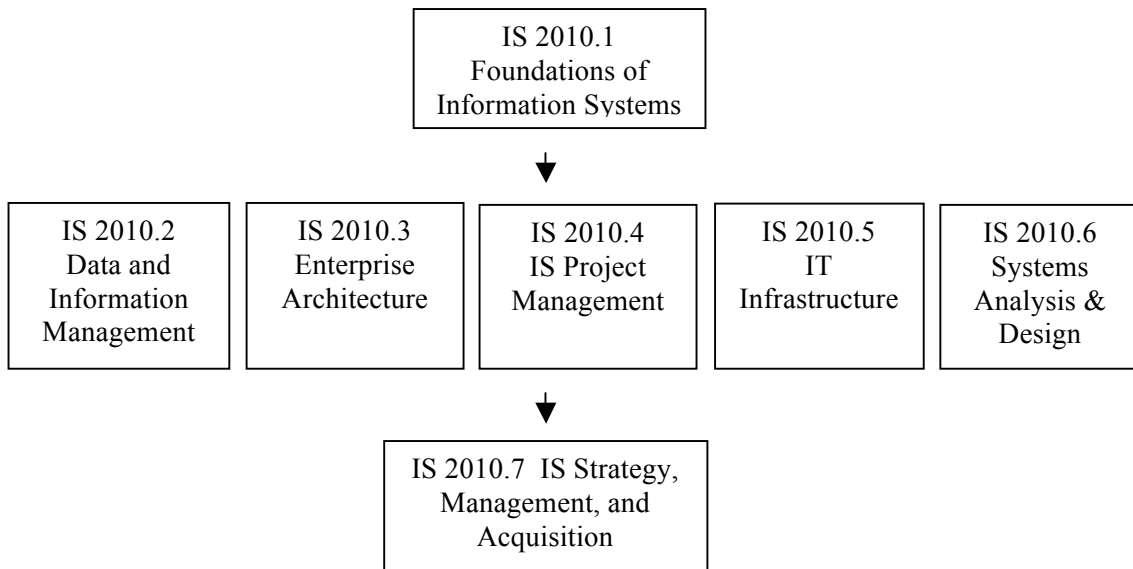 IS 2010.1
Foundations of
Information Systems
IS 2010.2
Data and
Information
Management
IS 2010.3
Enterprise
Architecture
IS 2010.4
IS Project
Management
IS 2010.5
IT
Infrastructure
IS 2010.6
Systems
Analysis &
Design
IS 2010.7  IS Strategy,
Management, and
Acquisition